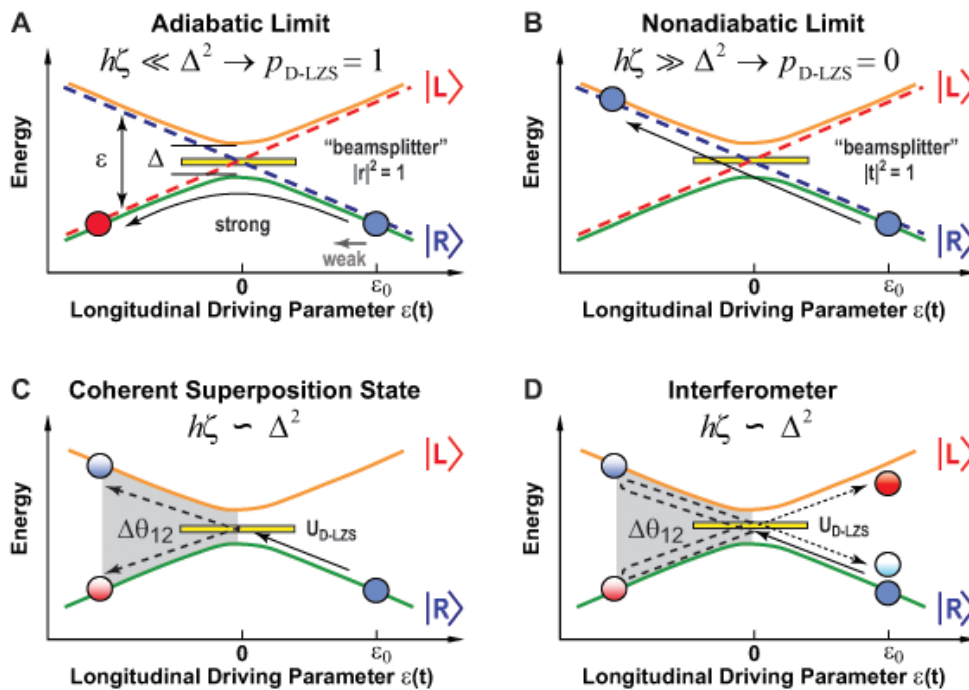 A Adiabatic Limit
hζ ≪ Δ² → p_D-LZS = 1
|L⟩
Energy
ε
Δ
"beamsplitter"
|r|² = 1
strong
weak
|R⟩
0
ε₀
Longitudinal Driving Parameter ε(t)
B Nonadiabatic Limit
hζ ≫ Δ² → p_D-LZS = 0
|L⟩
Energy
"beamsplitter"
|t|² = 1
|R⟩
0
ε₀
Longitudinal Driving Parameter ε(t)
C Coherent Superposition State
hζ ∽ Δ²
|L⟩
Energy
Δθ₁₂
U_D-LZS
|R⟩
0
ε₀
Longitudinal Driving Parameter ε(t)
D Interferometer
hζ ∽ Δ²
|L⟩
Energy
Δθ₁₂
U_D-LZS
|R⟩
0
ε₀
Longitudinal Driving Parameter ε(t)